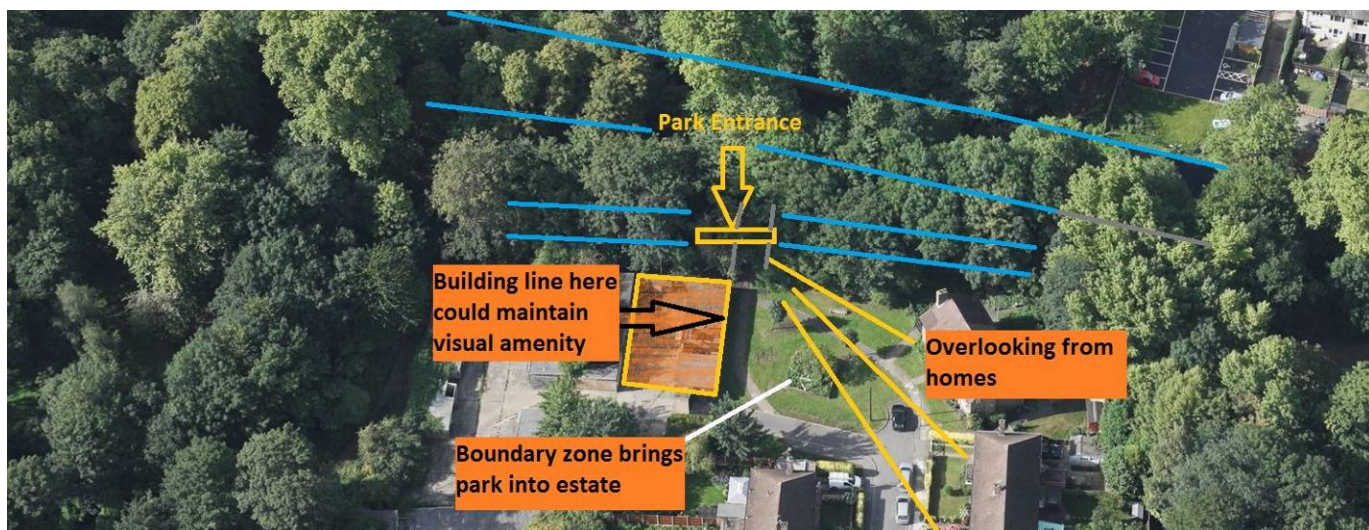 Park Entrance
Building line here
could maintain
visual amenity
Overlooking from
homes
Boundary zone brings
park into estate